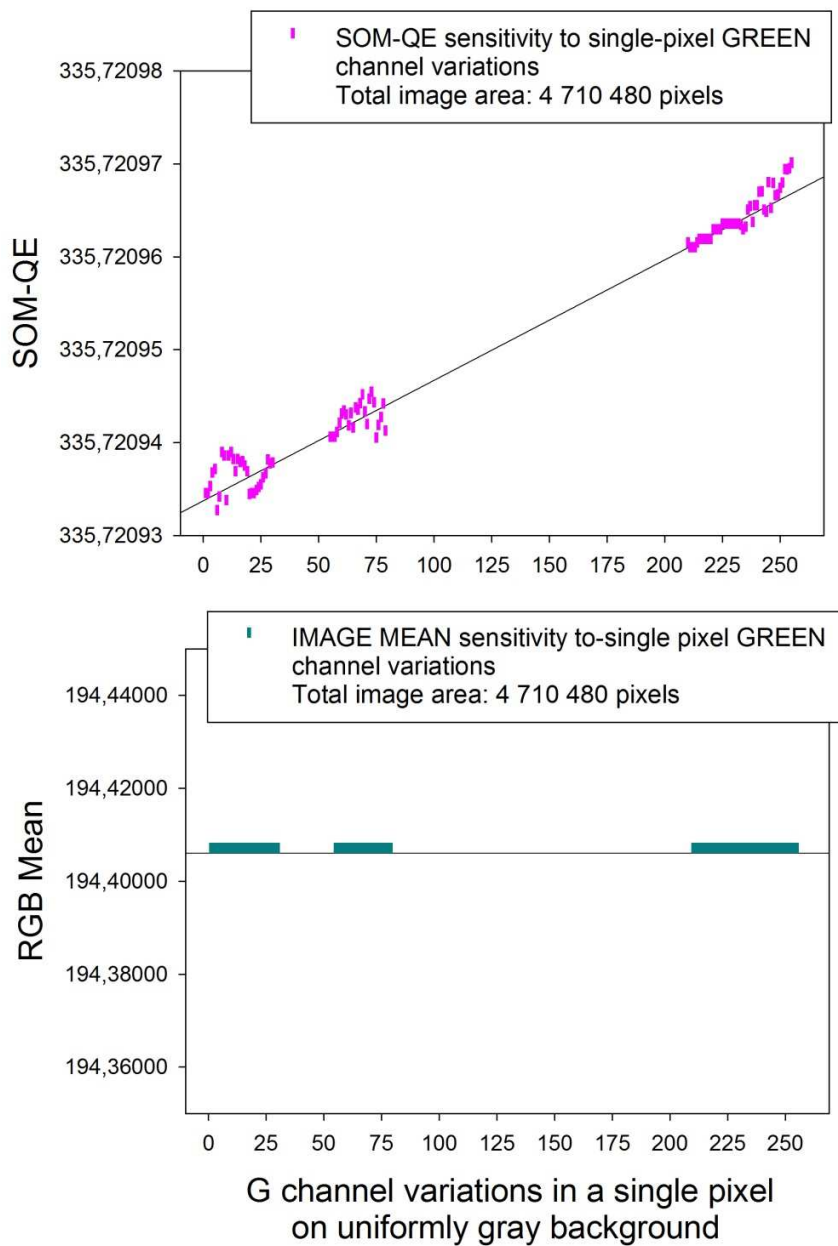 SOM-QE sensitivity to single-pixel GREEN
channel variations
Total image area: 4 710 480 pixels
335,72098
335,72097
335,72096
335,72095
335,72094
335,72093
SOM-QE
0 25 50 75 100 125 150 175 200 225 250
IMAGE MEAN sensitivity to-single pixel GREEN
channel variations
Total image area: 4 710 480 pixels
194,44000
194,42000
194,40000
194,38000
194,36000
RGB Mean
0 25 50 75 100 125 150 175 200 225 250
G channel variations in a single pixel
on uniformly gray background